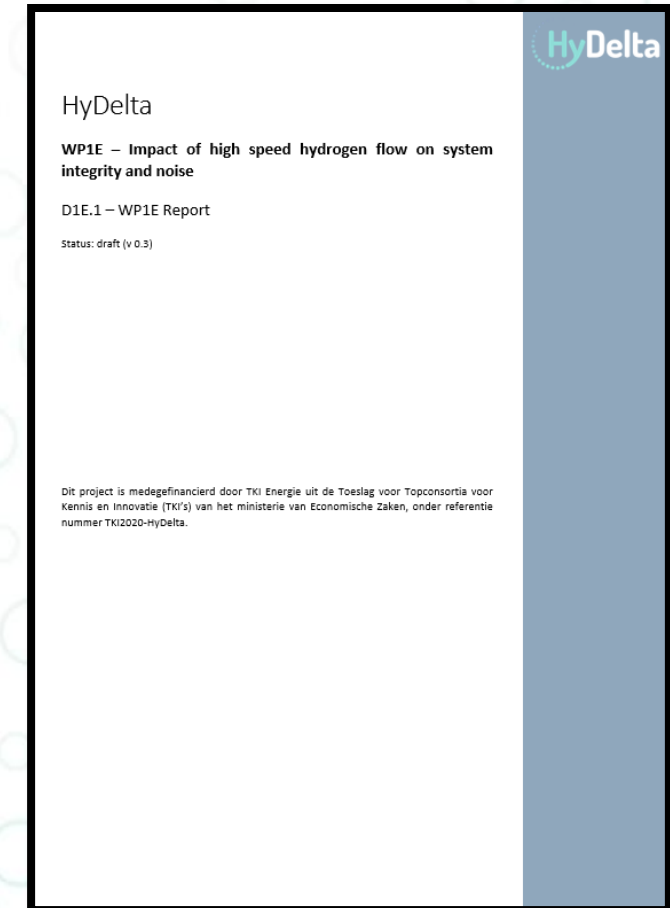 HyDelta
HyDelta
WP1E – Impact of high speed hydrogen flow on system
integrity and noise
D1E.1 – WP1E Report
Status: draft (v 0.3)
Dit project is medegefinancierd door TKI Energie uit de Toeslag voor Topconsortia voor
Kennis en Innovatie (TKI's) van het ministerie van Economische Zaken, onder referentie
nummer TKI2020-HyDelta.